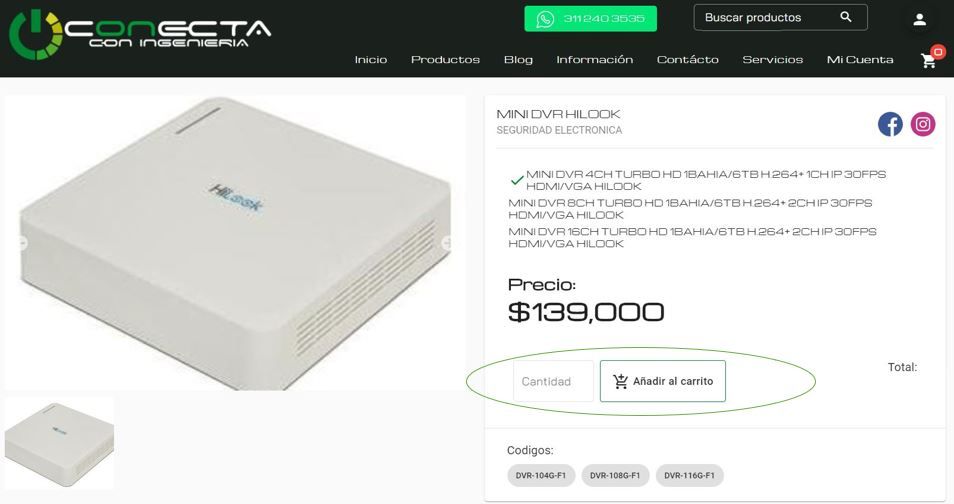 CONECTA
CON INGENIERIA
311 240 3535
Buscar productos
Inicio
Productos
Blog
Información
Contácto
Servicios
Mi Cuenta
0
HiLook
MINI DVR HILOOK
SEGURIDAD ELECTRONICA
MINI DVR 4CH TURBO HD 1BAHIA/6TB H.264+ 1CH IP 30FPS
HDMI/VGA HILOOK
MINI DVR 8CH TURBO HD 1BAHIA/6TB H.264+ 2CH IP 30FPS
HDMI/VGA HILOOK
MINI DVR 16CH TURBO HD 1BAHIA/6TB H.264+ 2CH IP 30FPS
HDMI/VGA HILOOK
Precio:
$139,000
Cantidad
Añadir al carrito
Total:
Codigos:
DVR-104G-F1
DVR-108G-F1
DVR-116G-F1